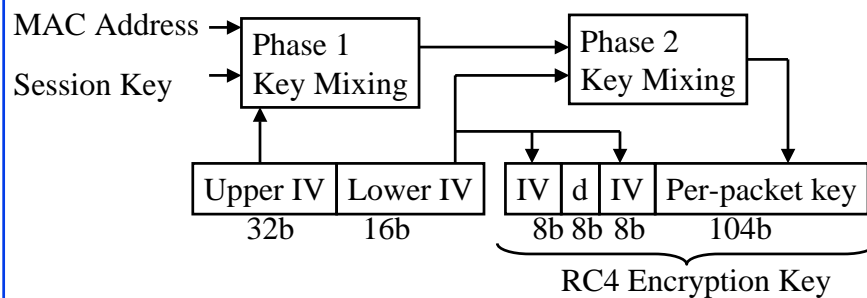 MAC Address
Session Key
Phase 1
Key Mixing
Phase 2
Key Mixing
Upper IV
Lower IV
IV
d
IV
Per-packet key
32b
16b
8b
8b
8b
104b
RC4 Encryption Key